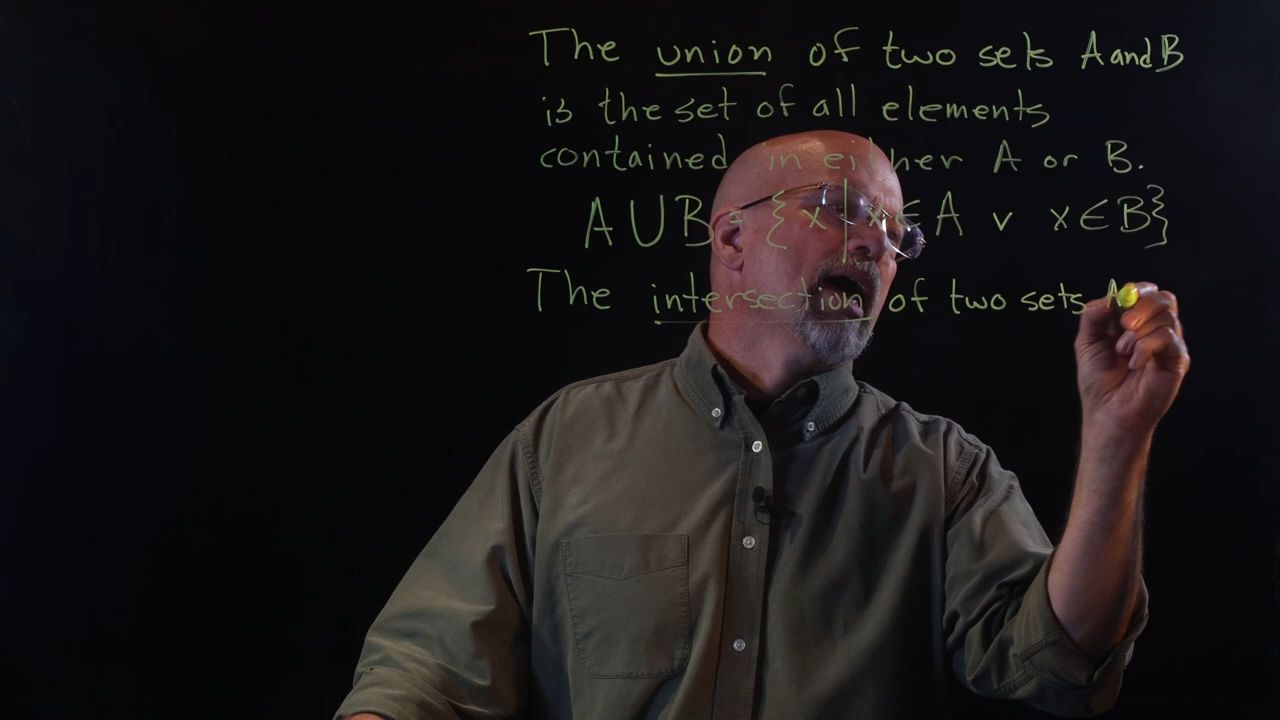 The union of two sets A and B
is the set of all elements
contained in either A or B.
A ∪ B = { x | x ∈ A ∨ x ∈ B }
The intersection of two sets A